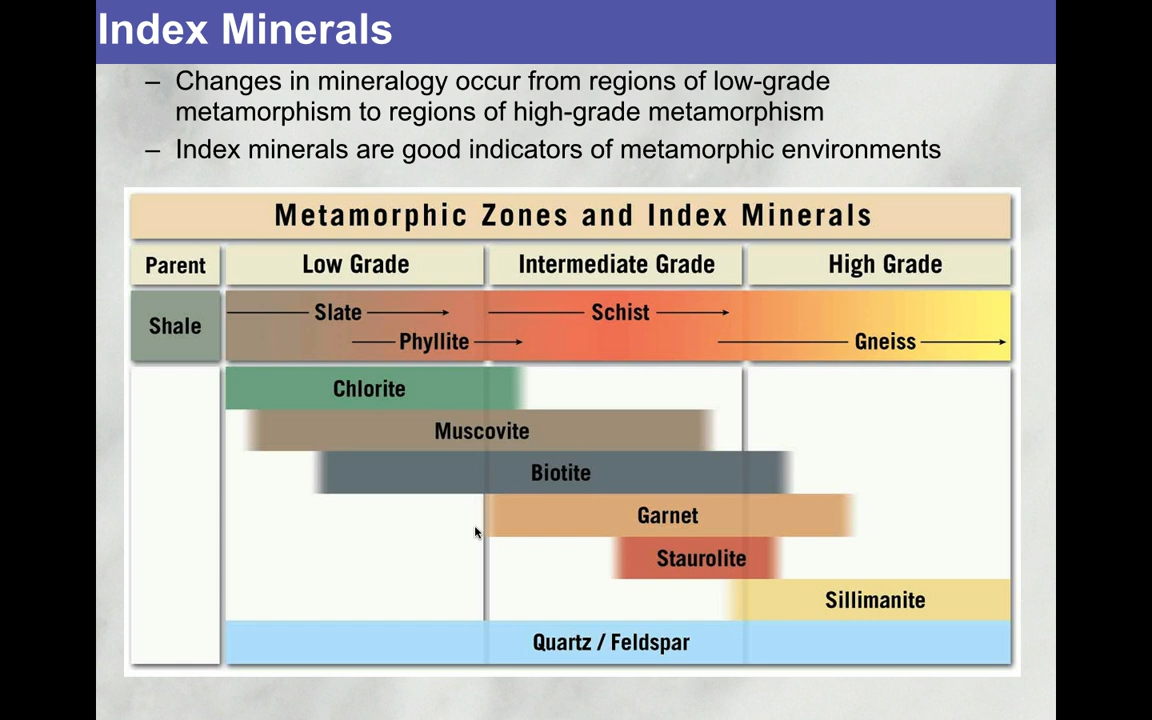 Index Minerals
– Changes in mineralogy occur from regions of low-grade
metamorphism to regions of high-grade metamorphism
– Index minerals are good indicators of metamorphic environments
Metamorphic Zones and Index Minerals
Parent Low Grade Intermediate Grade High Grade
Shale
Slate Schist
Phyllite Gneiss
Chlorite
Muscovite
Biotite
Garnet
Staurolite
Sillimanite
Quartz / Feldspar